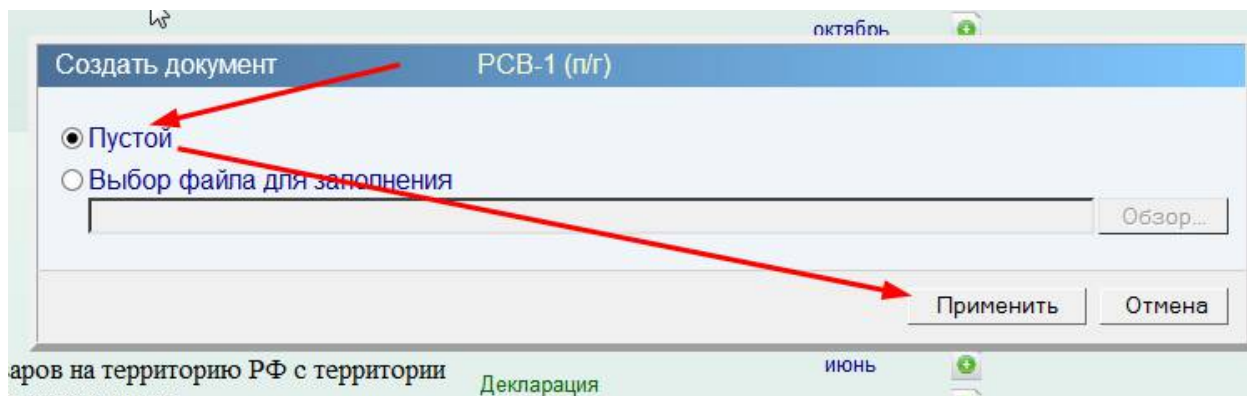 октябрь
Создать документ РСВ-1 (п/г)
Пустой
Выбор файла для заполнения
Обзор...
Применить Отмена
аров на территорию РФ с территории
Декларация
июнь